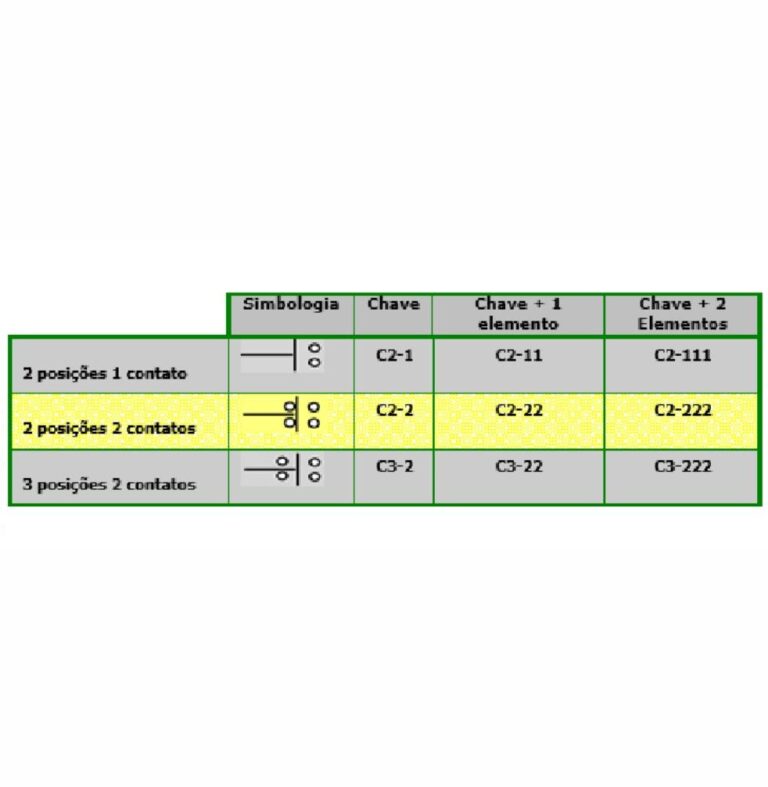 Simbologia Chave Chave + 1 elemento Chave + 2 Elementos
2 posições 1 contato C2-1 C2-11 C2-111
2 posições 2 contatos C2-2 C2-22 C2-222
3 posições 2 contatos C3-2 C3-22 C3-222